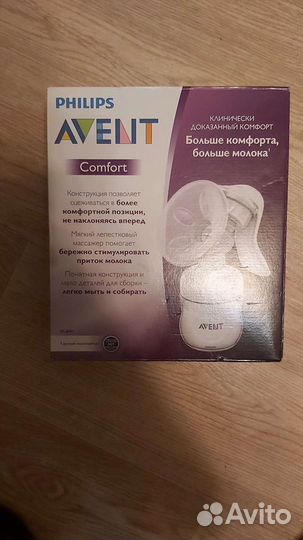 PHILIPS
AVENT
Comfort
КЛИНИЧЕСКИ
ДОКАЗАННЫЙ КОМФОРТ
Больше комфорта,
больше молока¹
Конструкция позволяет
сцеживаться в более
комфортной позиции,
не наклоняясь вперед
Мягкий лепестковый
массажер помогает
бережно стимулировать
приток молока
Понятная конструкция и
мало деталей для сборки –
легко мыть и собирать
AVENT
Avito